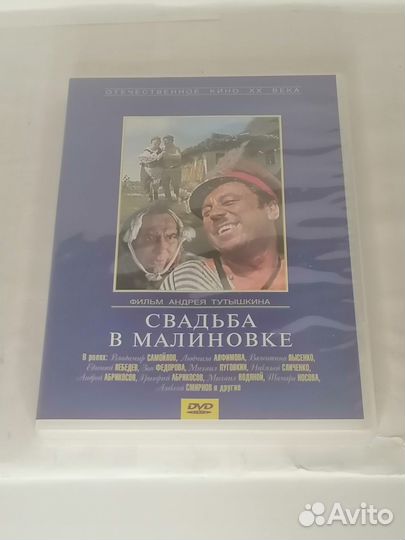 ОТЕЧЕСТВЕННОЕ КИНО XX ВЕКА
ФИЛЬМ АНДРЕЯ ТУТЫШКИНА
СВАДЬБА
В МАЛИНОВКЕ
В ролях: Владимир САМОЙЛОВ, Людмила АЛФИМОВА, Валентина ЛЫСЕНКО,
Евгений ЛЕБЕДЕВ, Зоя ФЕДОРОВА, Михаил ПУГОВКИН, Николай СЛИЧЕНКО,
Андрей АБРИКОСОВ, Григорий АБРИКОСОВ, Михаил ВОДЯНОЙ, Тамара НОСОВА,
Алексей СМИРНОВ и другие
DVD
Avito